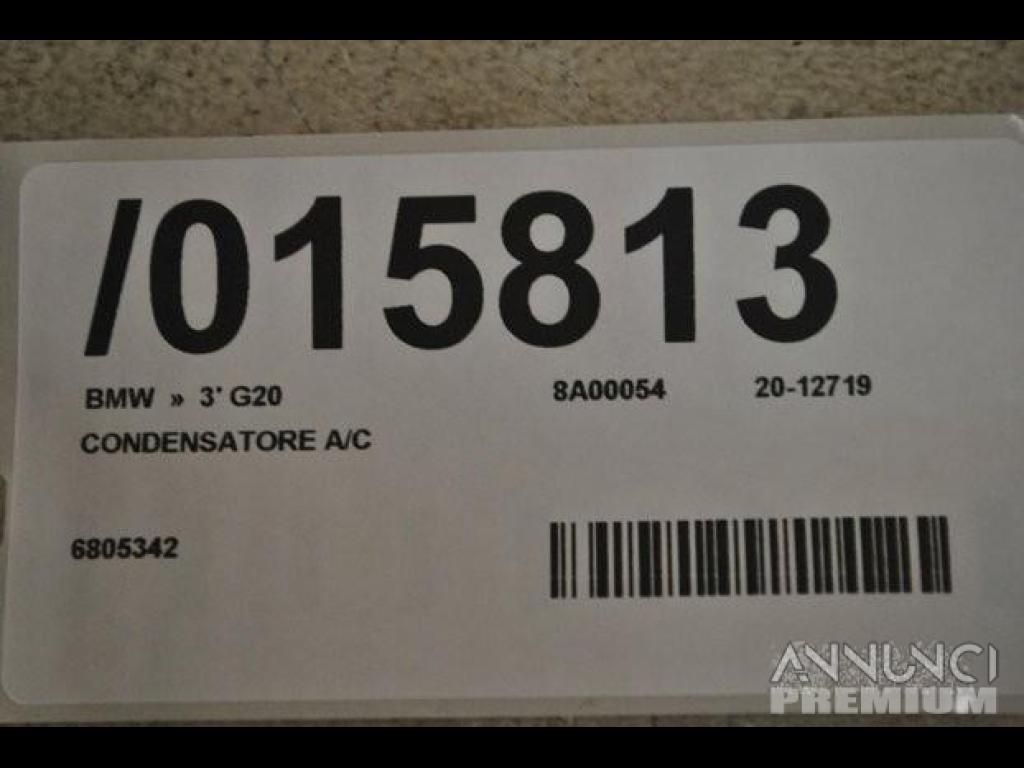 /015813
BMW » 3' G20 8A00054 20-12719
CONDENSATORE A/C
6805342
ANNUNCI
PREMIUM